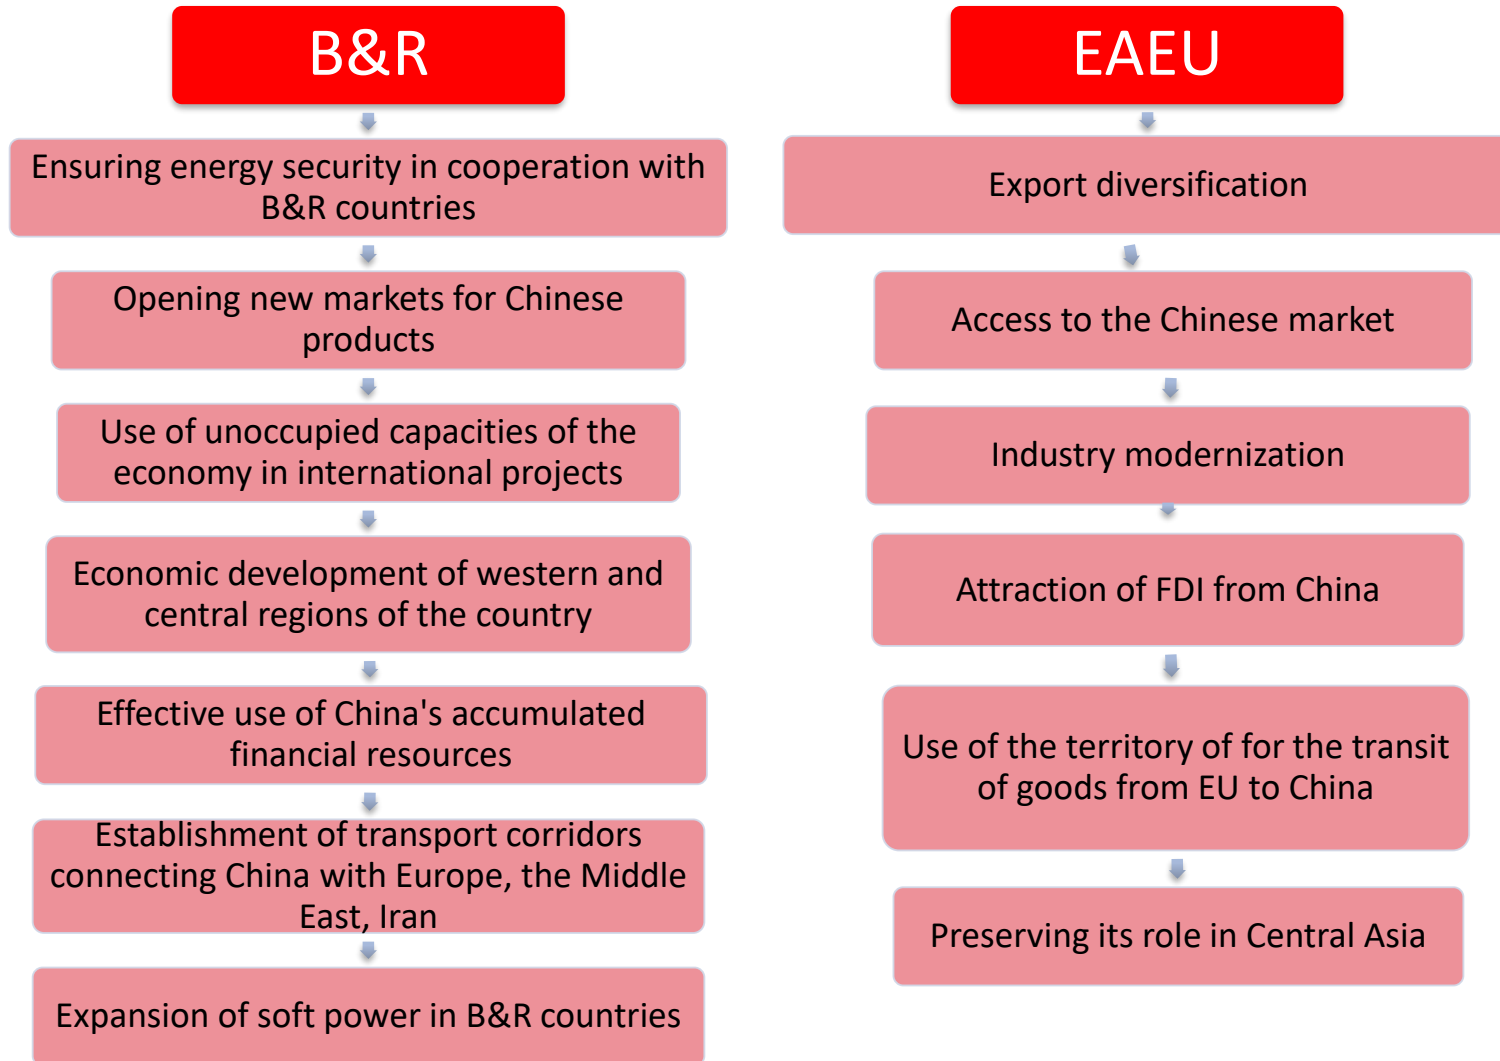 B&R
Ensuring energy security in cooperation with
B&R countries
Opening new markets for Chinese
products
Use of unoccupied capacities of the
economy in international projects
Economic development of western and
central regions of the country
Effective use of China's accumulated
financial resources
Establishment of transport corridors
connecting China with Europe, the Middle
East, Iran
Expansion of soft power in B&R countries
EAEU
Export diversification
Access to the Chinese market
Industry modernization
Attraction of FDI from China
Use of the territory of for the transit
of goods from EU to China
Preserving its role in Central Asia